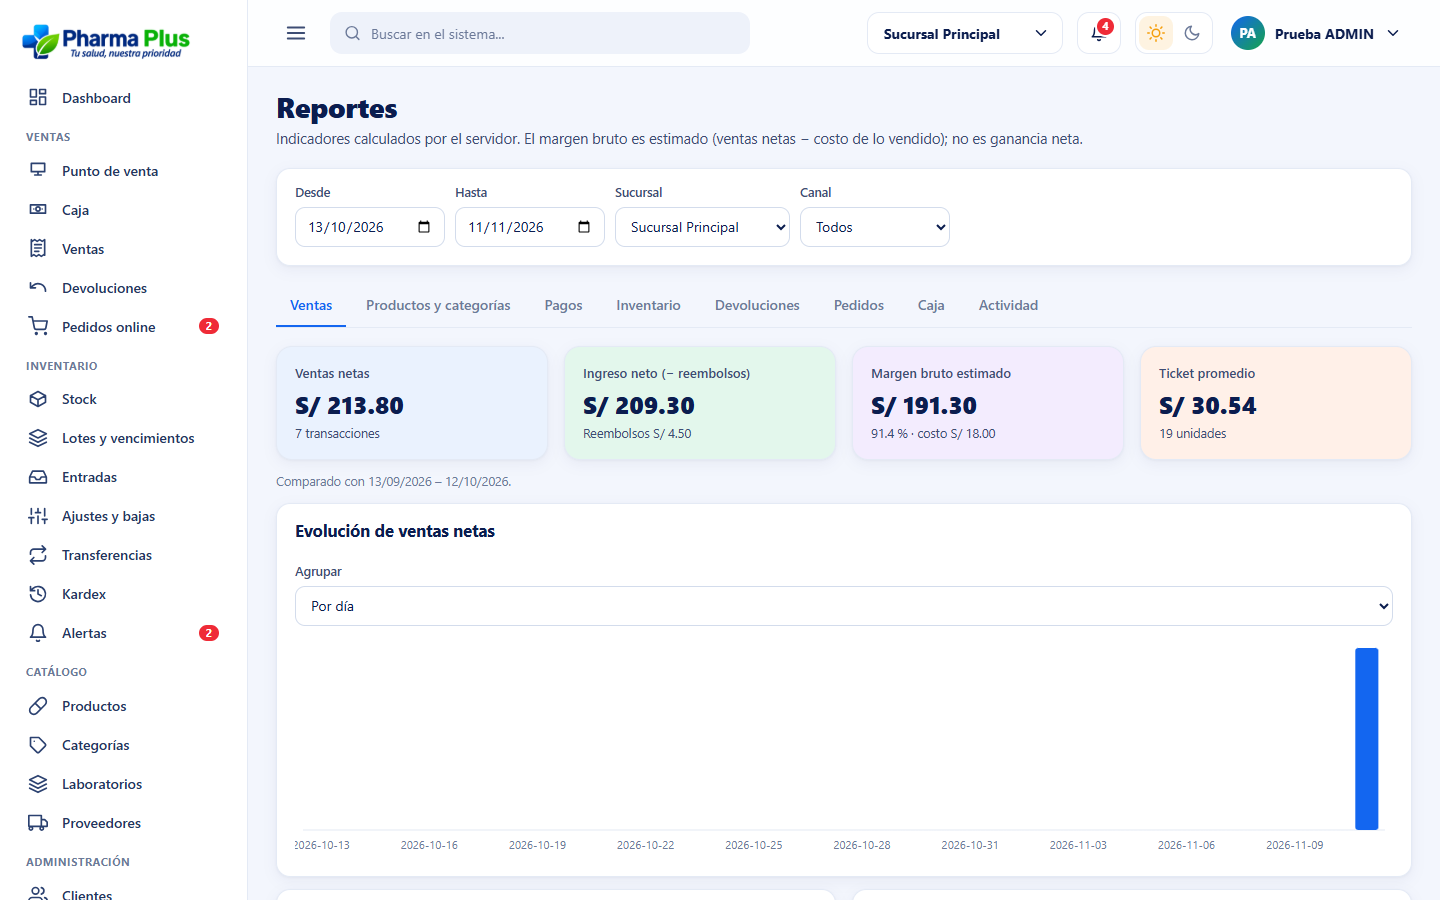 Pharma Plus
Tu salud, nuestra prioridad
Buscar en el sistema...
Sucursal Principal
4
PA
Prueba ADMIN
Dashboard
VENTAS
Punto de venta
Caja
Ventas
Devoluciones
Pedidos online
2
INVENTARIO
Stock
Lotes y vencimientos
Entradas
Ajustes y bajas
Transferencias
Kardex
Alertas
2
CATÁLOGO
Productos
Categorías
Laboratorios
Proveedores
ADMINISTRACIÓN
Clientes
Reportes
Indicadores calculados por el servidor. El margen bruto es estimado (ventas netas − costo de lo vendido); no es ganancia neta.
Desde
Hasta
Sucursal
Canal
13/10/2026
11/11/2026
Sucursal Principal
Todos
Ventas
Productos y categorías
Pagos
Inventario
Devoluciones
Pedidos
Caja
Actividad
Ventas netas
S/ 213.80
7 transacciones
Ingreso neto (− reembolsos)
S/ 209.30
Reembolsos S/ 4.50
Margen bruto estimado
S/ 191.30
91.4 % · costo S/ 18.00
Ticket promedio
S/ 30.54
19 unidades
Comparado con 13/09/2026 – 12/10/2026.
Evolución de ventas netas
Agrupar
Por día
2026-10-13
2026-10-16
2026-10-19
2026-10-22
2026-10-25
2026-10-28
2026-10-31
2026-11-03
2026-11-06
2026-11-09